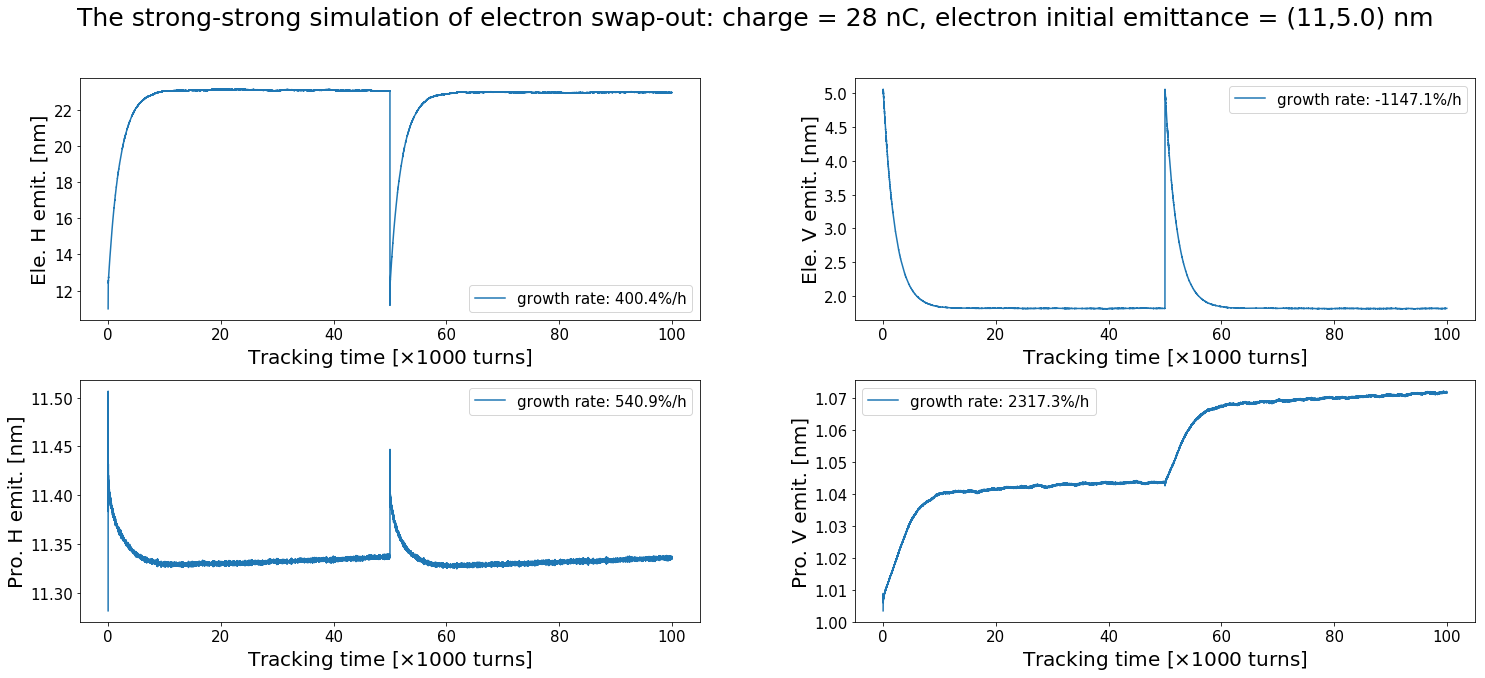 The strong-strong simulation of electron swap-out: charge = 28 nC, electron initial emittance = (11,5.0) nm
Ele. H emit. [nm]
22
20
18
16
14
12
growth rate: 400.4%/h
0 20 40 60 80 100
Tracking time [×1000 turns]
Ele. V emit. [nm]
5.0
4.5
4.0
3.5
3.0
2.5
2.0
growth rate: -1147.1%/h
0 20 40 60 80 100
Tracking time [×1000 turns]
Pro. H emit. [nm]
11.50
11.45
11.40
11.35
11.30
growth rate: 540.9%/h
0 20 40 60 80 100
Tracking time [×1000 turns]
Pro. V emit. [nm]
1.07
1.06
1.05
1.04
1.03
1.02
1.01
1.00
growth rate: 2317.3%/h
0 20 40 60 80 100
Tracking time [×1000 turns]